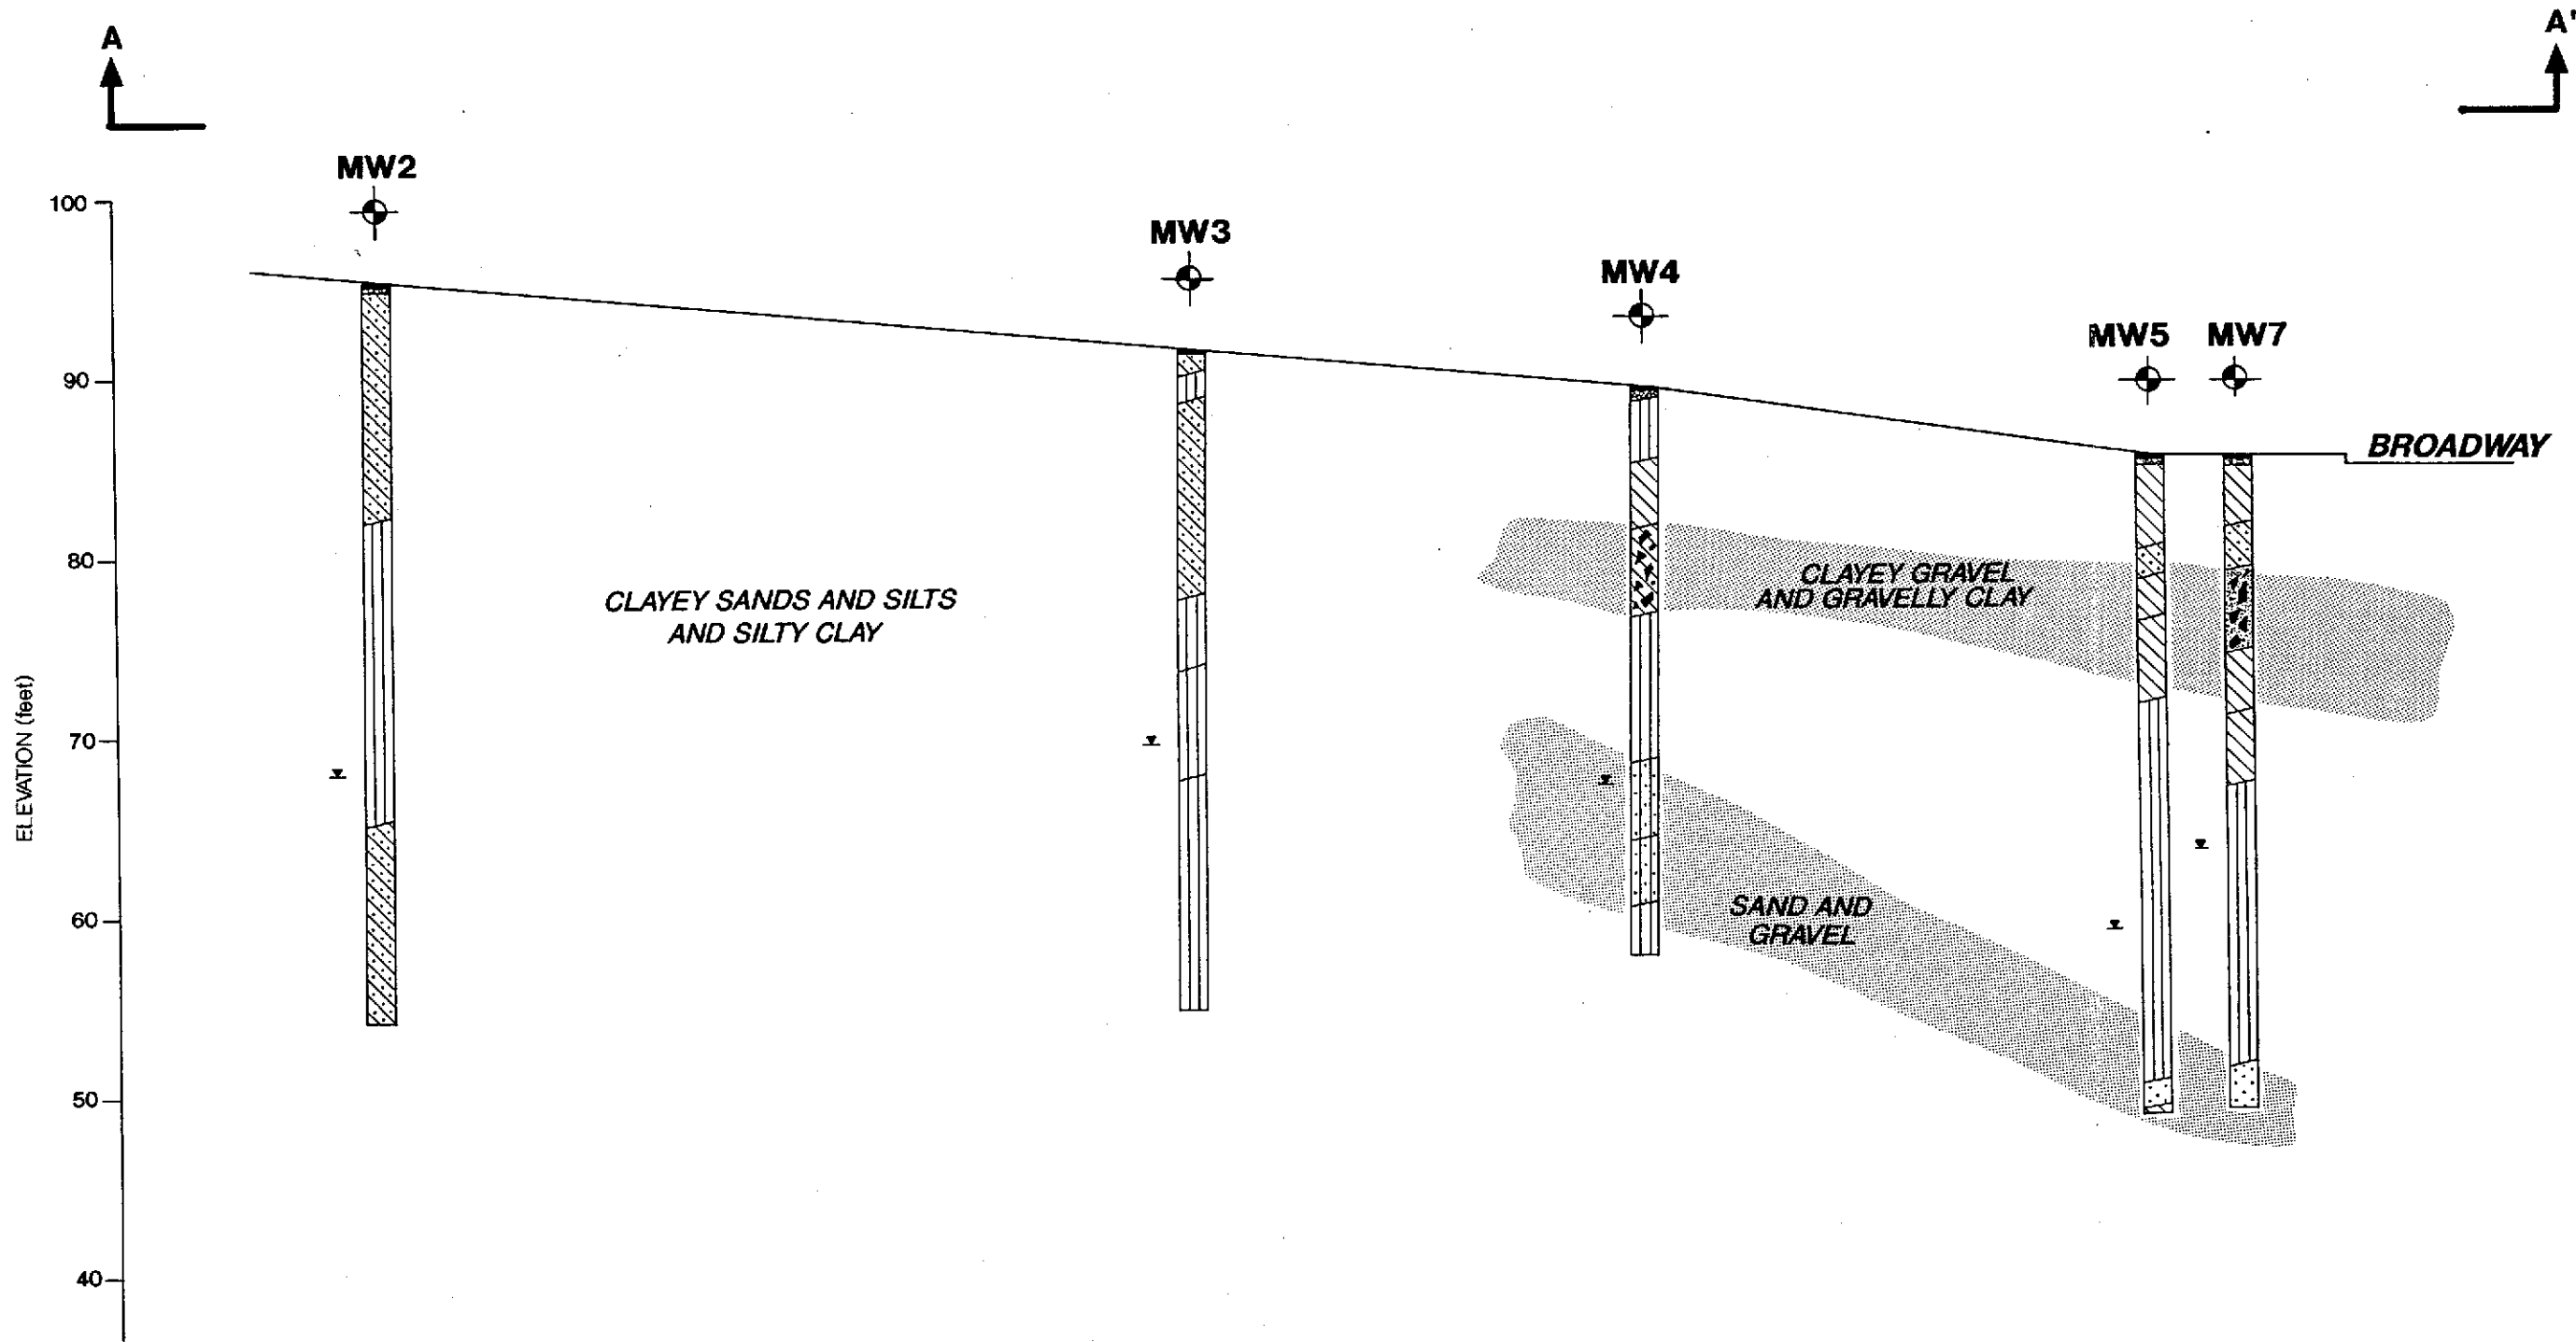 A
A'
MW2
MW3
MW4
MW5
MW7
100
90
80
70
60
50
40
ELEVATION (feet)
BROADWAY
CLAYEY SANDS AND SILTS
AND SILTY CLAY
CLAYEY GRAVEL
AND GRAVELLY CLAY
SAND AND
GRAVEL